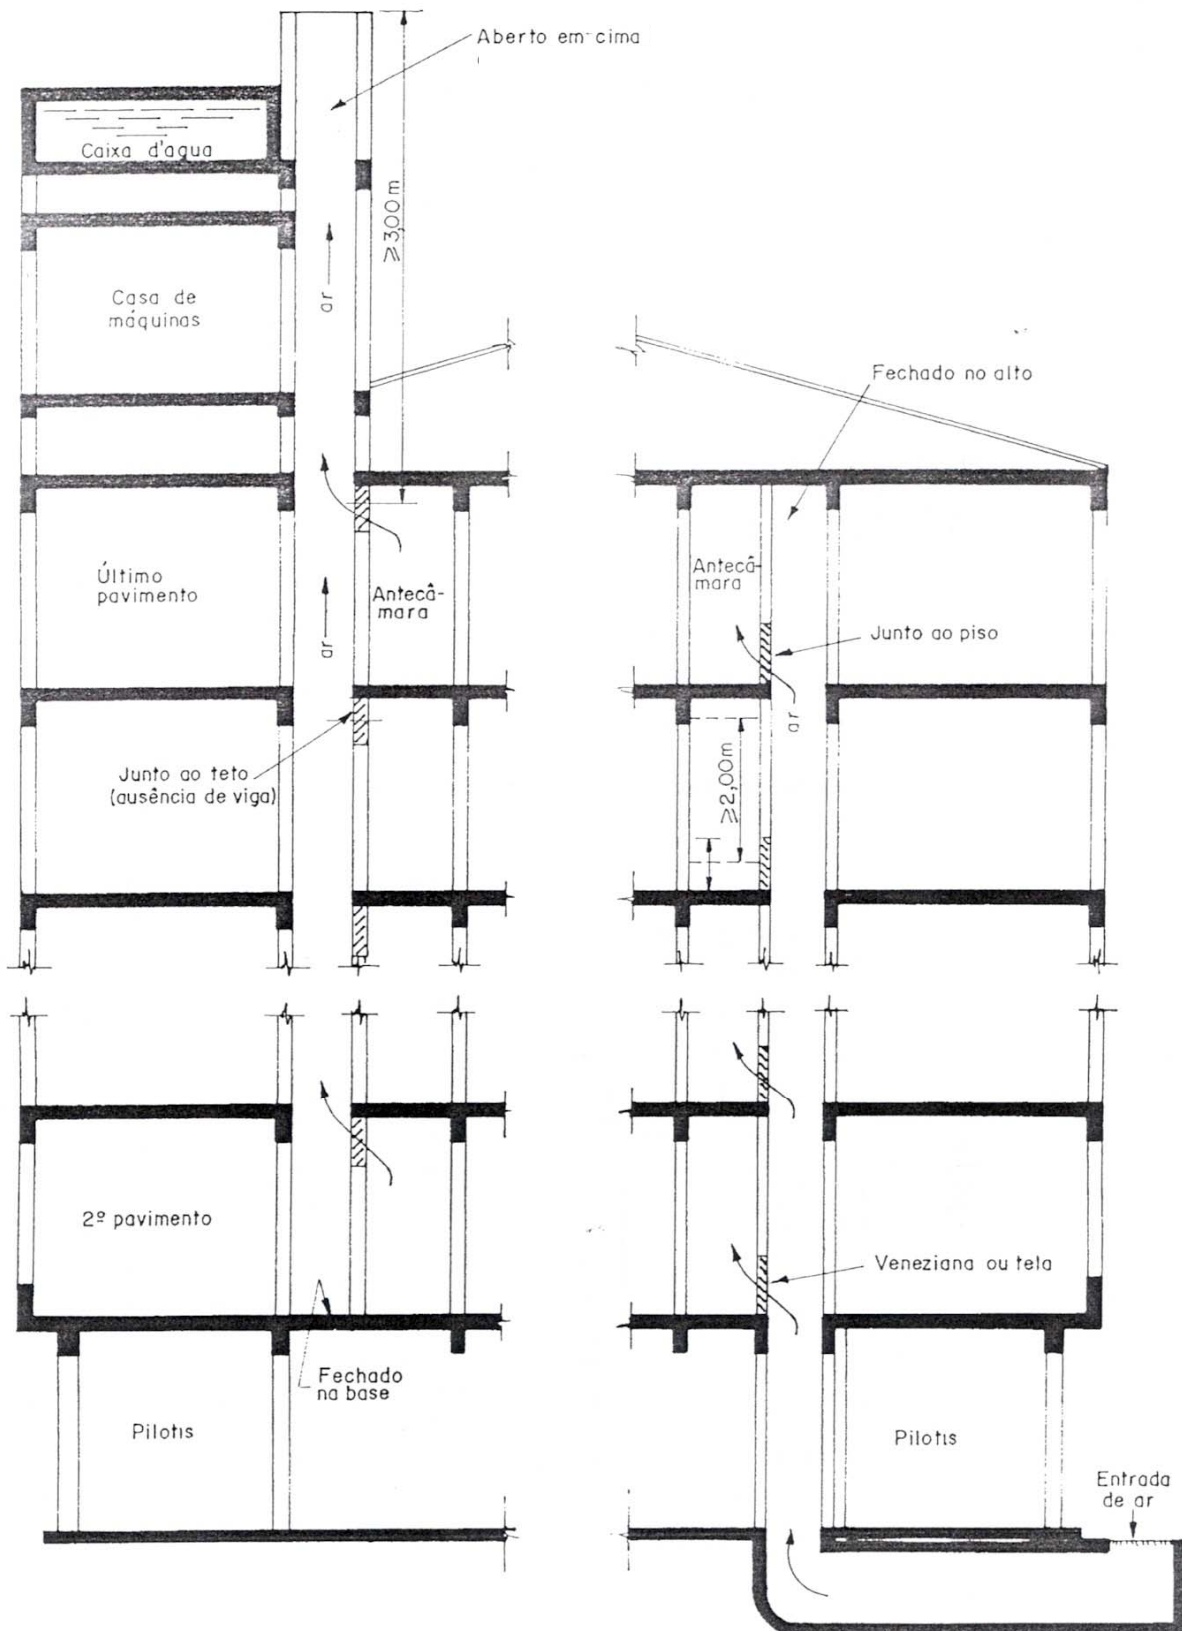 Aberto em cima
Caixa d'agua
≥3,00m
ar
Casa de
máquinas
Fechado no alto
Último
pavimento
Antecâ-
mara
ar
Antecâ-
mara
Junto ao piso
ar
≥2,00m
Junto ao teto
(ausência de viga)
2º pavimento
Veneziana ou tela
Fechado
na base
Pilotis
Pilotis
Entrada
de ar